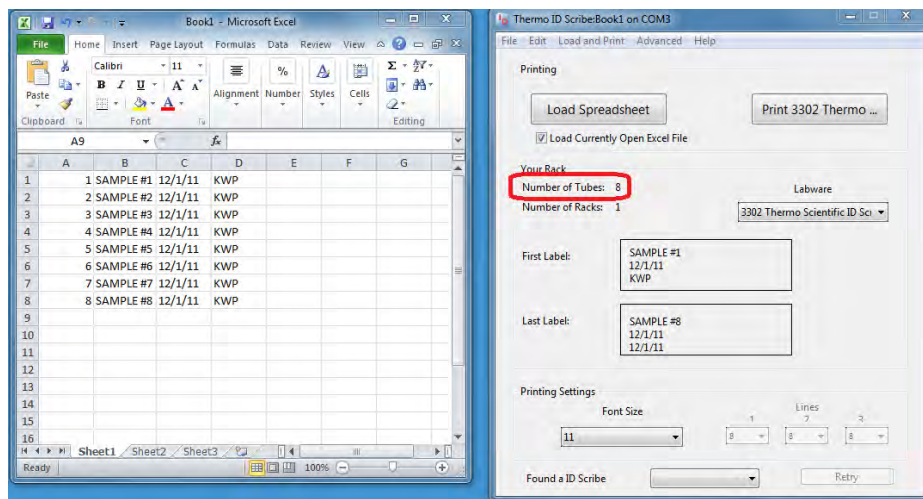 Book1 - Microsoft Excel
File Home Insert Page Layout Formulas Data Review View
Calibri 11
Paste
B I U A A
Alignment Number Styles Cells
Clipboard Font Editing
A9 fx
A B C D E F G
1 1 SAMPLE #1 12/1/11 KWP
2 2 SAMPLE #2 12/1/11 KWP
3 3 SAMPLE #3 12/1/11 KWP
4 4 SAMPLE #4 12/1/11 KWP
5 5 SAMPLE #5 12/1/11 KWP
6 6 SAMPLE #6 12/1/11 KWP
7 7 SAMPLE #7 12/1/11 KWP
8 8 SAMPLE #8 12/1/11 KWP
9
10
11
12
13
14
15
16
Sheet1 Sheet2 Sheet3
Ready 100%
Thermo ID Scribe:Book1 on COM3
File Edit Load and Print Advanced Help
Printing
Load Spreadsheet Print 3302 Thermo ...
Load Currently Open Excel File
Your Rack
Number of Tubes: 8
Labware
Number of Racks: 1
3302 Thermo Scientific ID Scr
First Label:
SAMPLE #1
12/1/11
KWP
Last Label:
SAMPLE #8
12/1/11
12/1/11
Printing Settings
Font Size Lines
1 2 3
11 8 8 8
Found a ID Scribe Retry